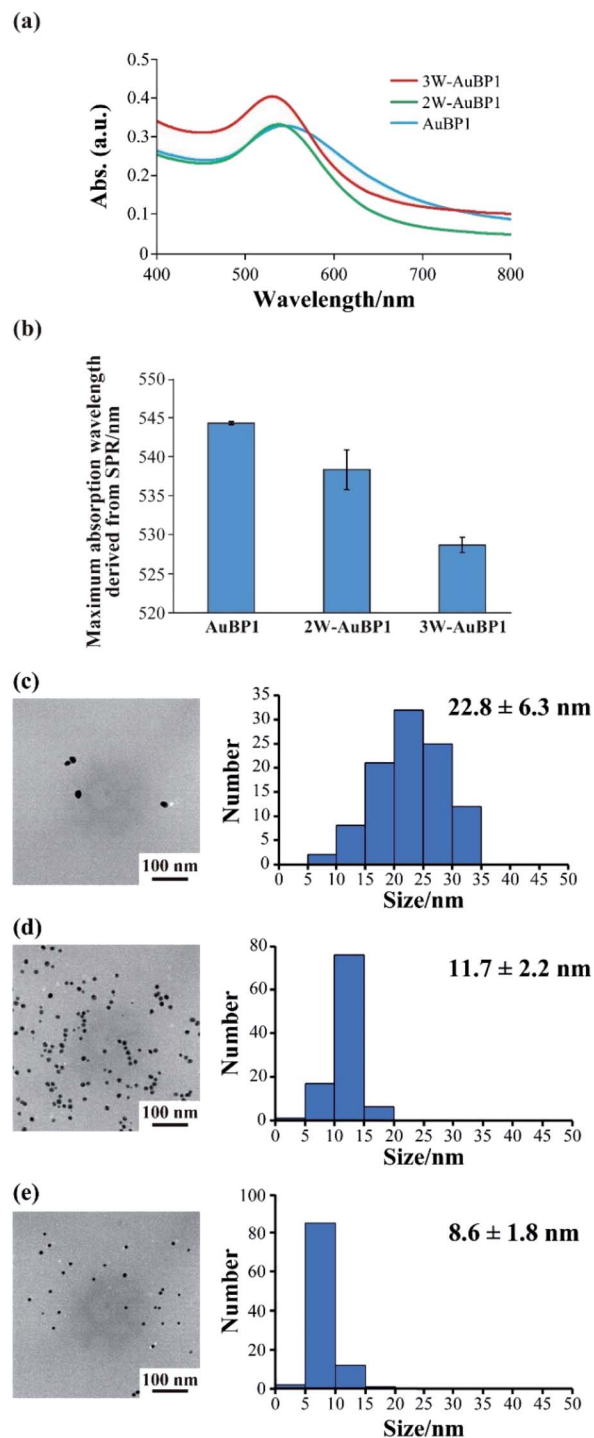 (a)
0.5
0.4
0.3
0.2
0.1
0
Abs. (a.u.)
3W-AuBP1
2W-AuBP1
AuBP1
400 500 600 700 800
Wavelength/nm
(b)
Maximum absorption wavelength
derived from SPR/nm
550
545
540
535
530
525
520
AuBP1 2W-AuBP1 3W-AuBP1
(c)
100 nm
22.8 ± 6.3 nm
Number
35
30
25
20
15
10
5
0
0 5 10 15 20 25 30 35 40 45 50
Size/nm
(d)
100 nm
11.7 ± 2.2 nm
Number
80
60
40
20
0
0 5 10 15 20 25 30 35 40 45 50
Size/nm
(e)
100 nm
8.6 ± 1.8 nm
Number
100
80
60
40
20
0
0 5 10 15 20 25 30 35 40 45 50
Size/nm